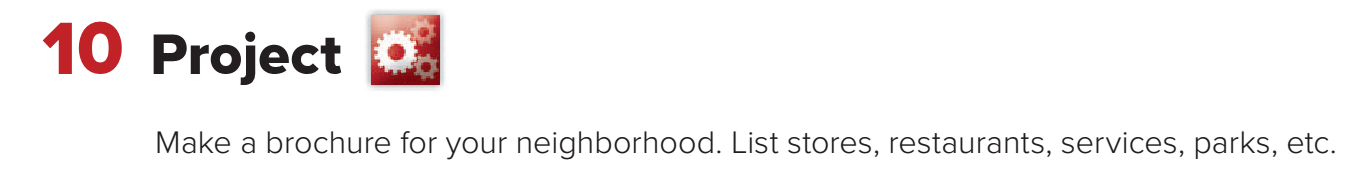 10 Project
Make a brochure for your neighborhood. List stores, restaurants, services, parks, etc.